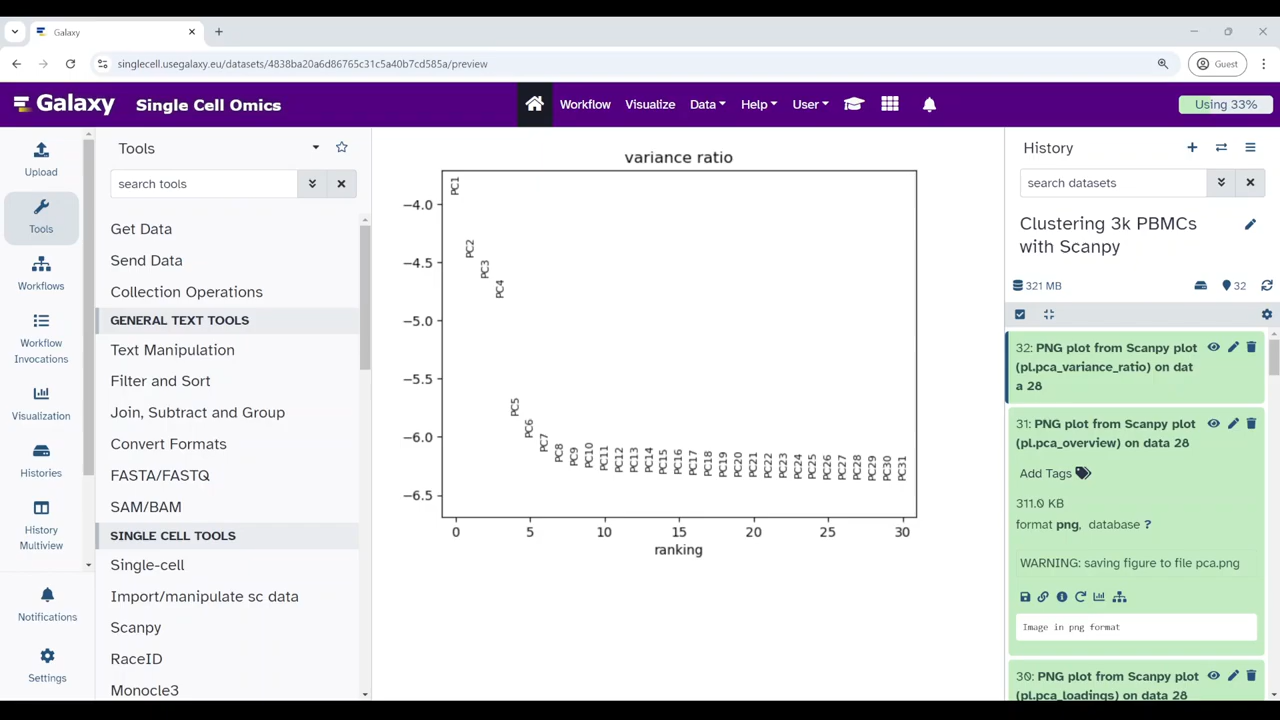 Galaxy
singlecell.usegalaxy.eu/datasets/4838ba20a6d86765c31c5a40b7cd585a/preview
Guest
Galaxy Single Cell Omics
Workflow Visualize Data Help User
Using 33%
Upload
Tools
Workflows
Workflow
Invocations
Visualization
Histories
History
Multiview
Notifications
Settings
Tools
search tools
Get Data
Send Data
Collection Operations
GENERAL TEXT TOOLS
Text Manipulation
Filter and Sort
Join, Subtract and Group
Convert Formats
FASTA/FASTQ
SAM/BAM
SINGLE CELL TOOLS
Single-cell
Import/manipulate sc data
Scanpy
RaceID
Monocle3
variance ratio
−4.0
−4.5
−5.0
−5.5
−6.0
−6.5
PC1
PC2
PC3
PC4
PC5
PC6
PC7
PC8
PC9
PC10
PC11
PC12
PC13
PC14
PC15
PC16
PC17
PC18
PC19
PC20
PC21
PC22
PC23
PC24
PC25
PC26
PC27
PC28
PC29
PC30
PC31
0 5 10 15 20 25 30
ranking
History
search datasets
Clustering 3k PBMCs
with Scanpy
321 MB
32
32: PNG plot from Scanpy plot
(pl.pca_variance_ratio) on dat
a 28
31: PNG plot from Scanpy plot
(pl.pca_overview) on data 28
Add Tags
311.0 KB
format png, database ?
WARNING: saving figure to file pca.png
Image in png format
30: PNG plot from Scanpy plot
(pl.pca_loadings) on data 28